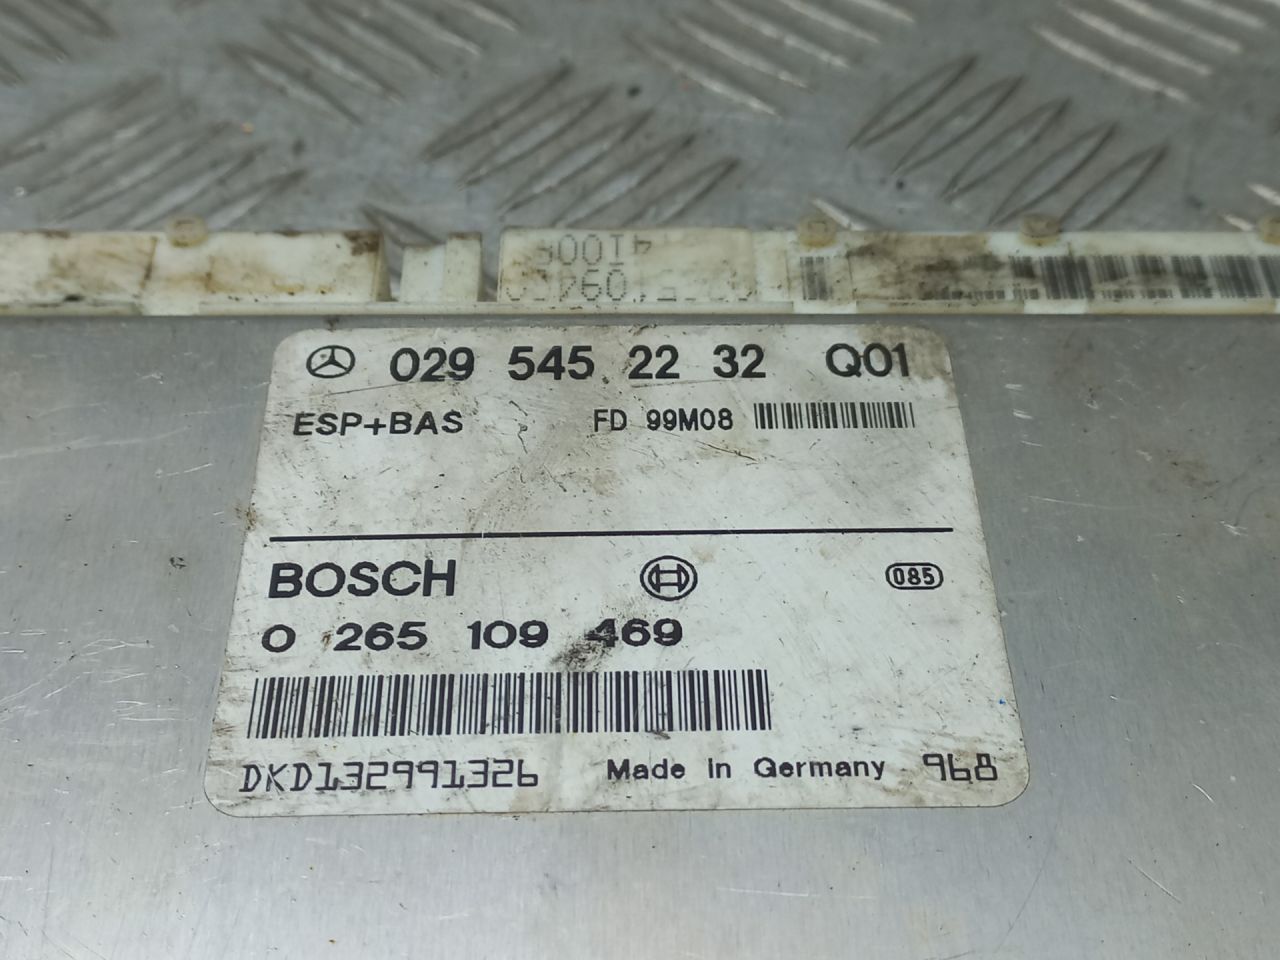 029 545 22 32 Q01
ESP+BAS FD 99M08
BOSCH 085
0 265 109 469
DKD132991326 Made in Germany 968